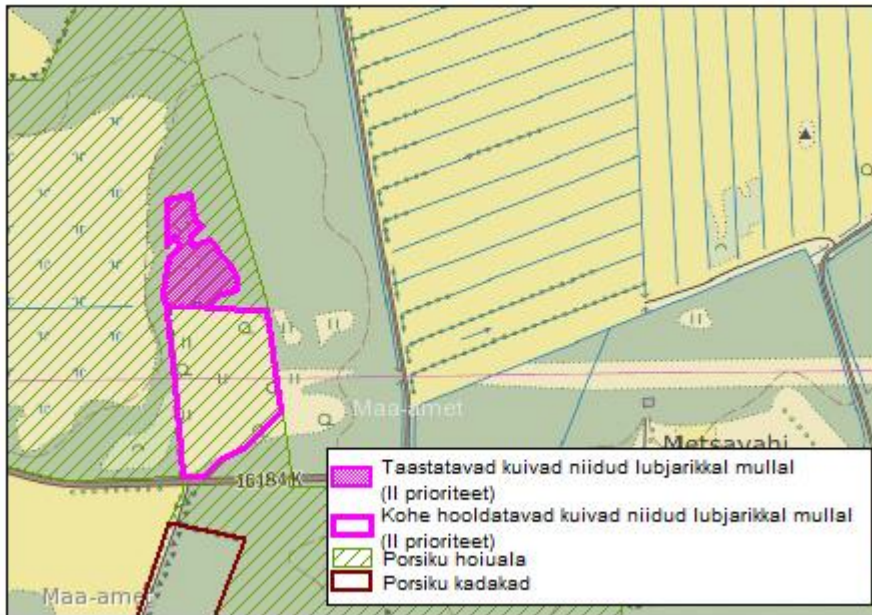 Maa-amet
Metsavahi
16184 K
Taastatavad kuivad niidud lubjarikkal mullal
(II prioriteet)
Kohe hooldatavad kuivad niidud lubjarikkal mullal
(II prioriteet)
Porsiku hoiuala
Porsiku kadakad
Maa-amet